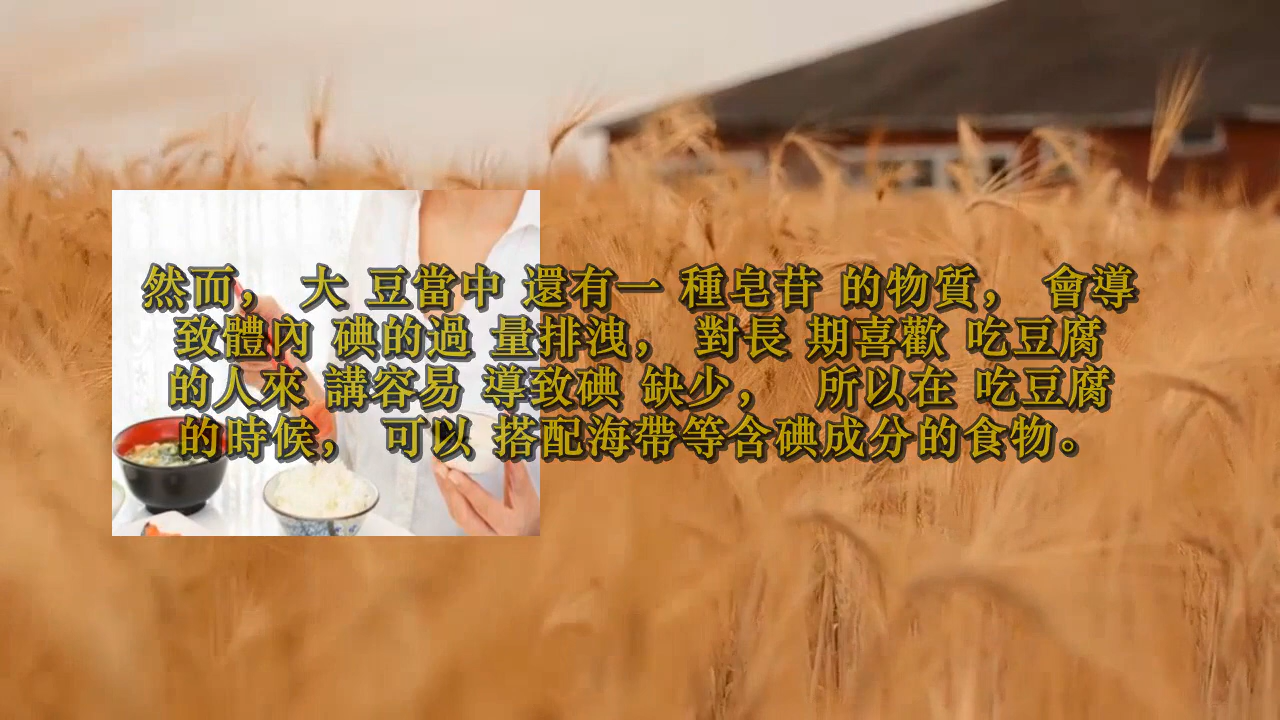 然而， 大 豆當中 還有一 種皂苷 的物質， 會導
致體內 碘的過 量排洩， 對長 期喜歡 吃豆腐
的人來 講容易 導致碘 缺少， 所以在 吃豆腐
的時候， 可以 搭配海帶等含碘成分的食物。